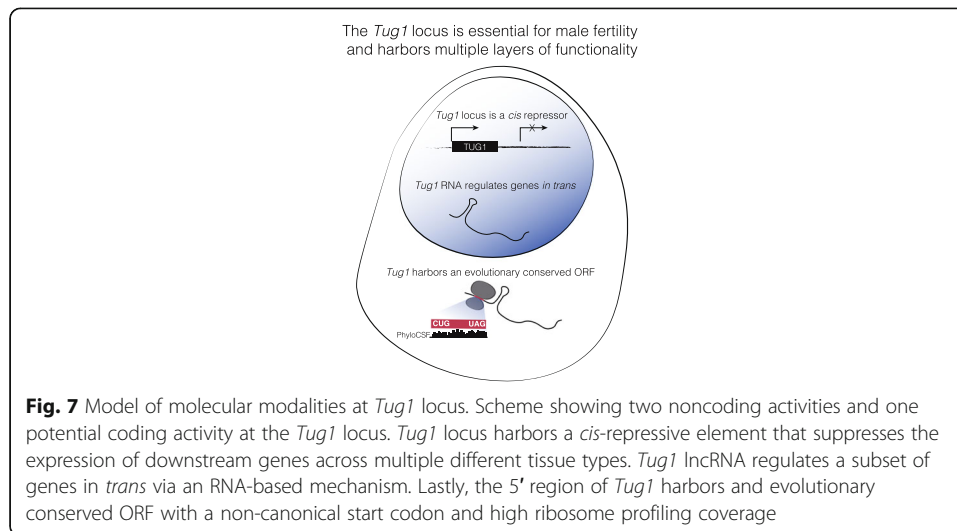 The Tug1 locus is essential for male fertility
and harbors multiple layers of functionality
Tug1 locus is a cis repressor
TUG1
Tug1 RNA regulates genes in trans
Tug1 harbors an evolutionary conserved ORF
CUG UAG
PhyloCSF
Fig. 7 Model of molecular modalities at Tug1 locus. Scheme showing two noncoding activities and one
potential coding activity at the Tug1 locus. Tug1 locus harbors a cis-repressive element that suppresses the
expression of downstream genes across multiple different tissue types. Tug1 lncRNA regulates a subset of
genes in trans via an RNA-based mechanism. Lastly, the 5′ region of Tug1 harbors and evolutionary
conserved ORF with a non-canonical start codon and high ribosome profiling coverage